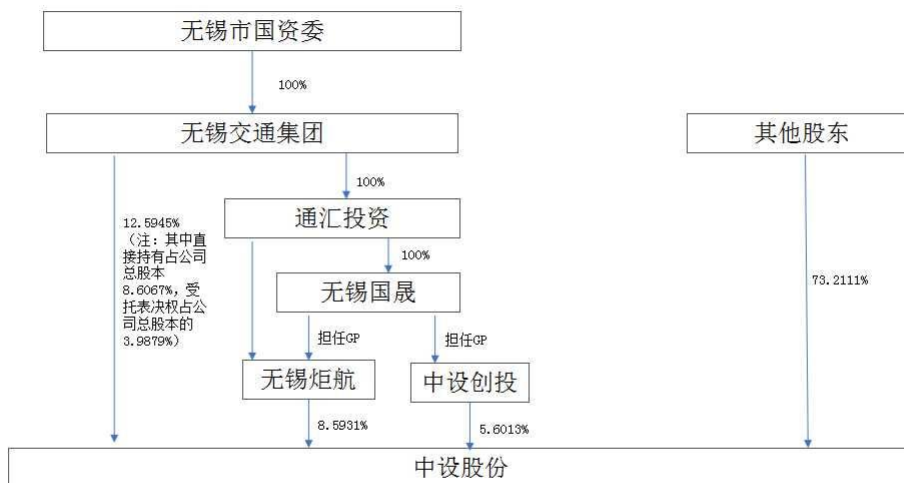 无锡市国资委
100%
无锡交通集团
其他股东
100%
通汇投资
12.5945%
（注：其中直
接持有占公司
总股本
8.6067%，受
托表决权占公
司总股本的
3.9879%）
100%
无锡国晟
73.2111%
担任GP
担任GP
无锡炬航
中设创投
8.5931%
5.6013%
中设股份